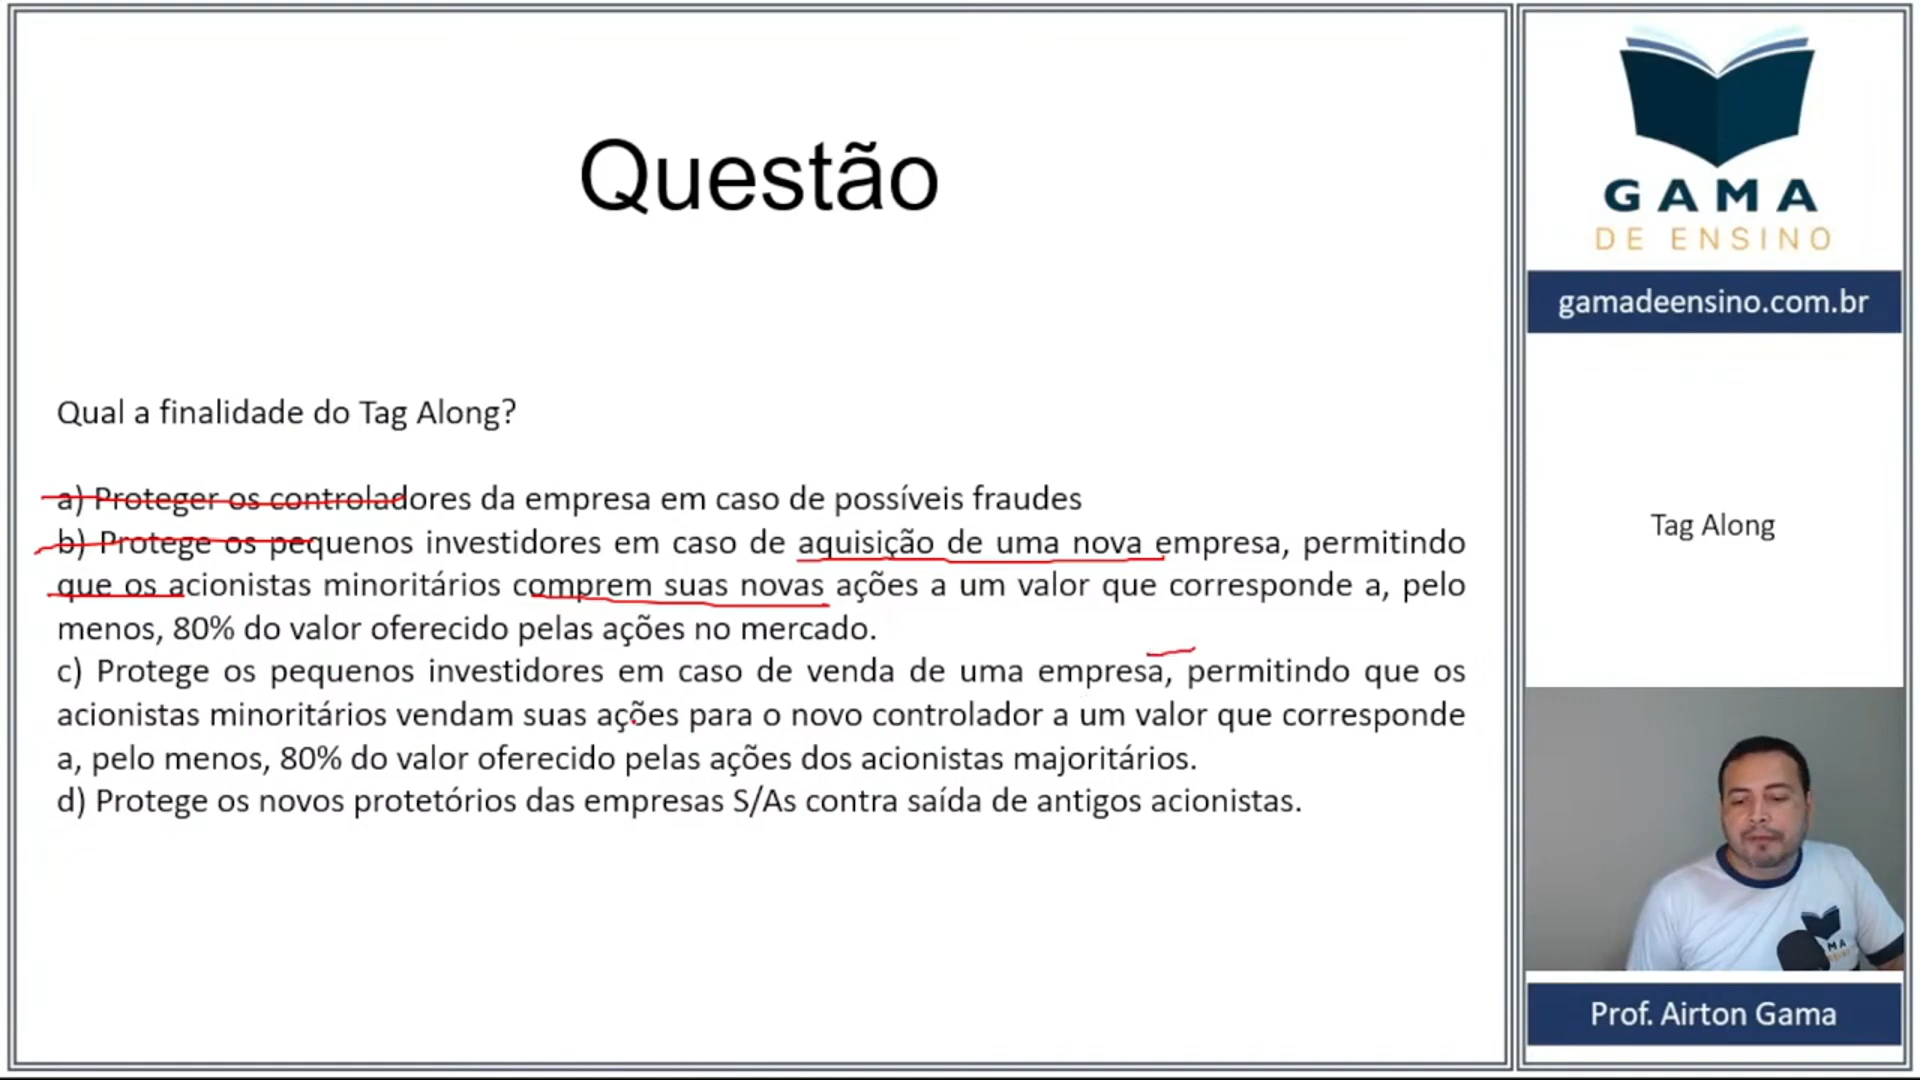 Questão
Qual a finalidade do Tag Along?
a) Proteger os controladores da empresa em caso de possíveis fraudes
b) Protege os pequenos investidores em caso de aquisição de uma nova empresa, permitindo
que os acionistas minoritários comprem suas novas ações a um valor que corresponde a, pelo
menos, 80% do valor oferecido pelas ações no mercado.
c) Protege os pequenos investidores em caso de venda de uma empresa, permitindo que os
acionistas minoritários vendam suas ações para o novo controlador a um valor que corresponde
a, pelo menos, 80% do valor oferecido pelas ações dos acionistas majoritários.
d) Protege os novos protetórios das empresas S/As contra saída de antigos acionistas.
GAMA
DE ENSINO
gamadeensino.com.br
Tag Along
Prof. Airton Gama